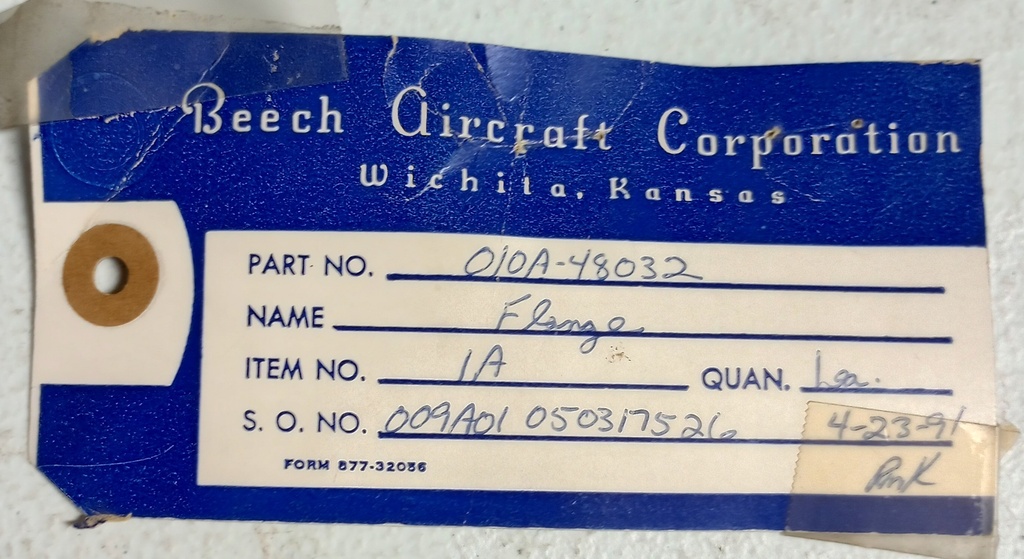 Beech Aircraft Corporation
Wichita, Kansas
PART NO. 010A-48032
NAME Flange
ITEM NO. 1A QUAN. 1ea.
S. O. NO. 009A01 050317526 4-23-91
FORM 877-32056